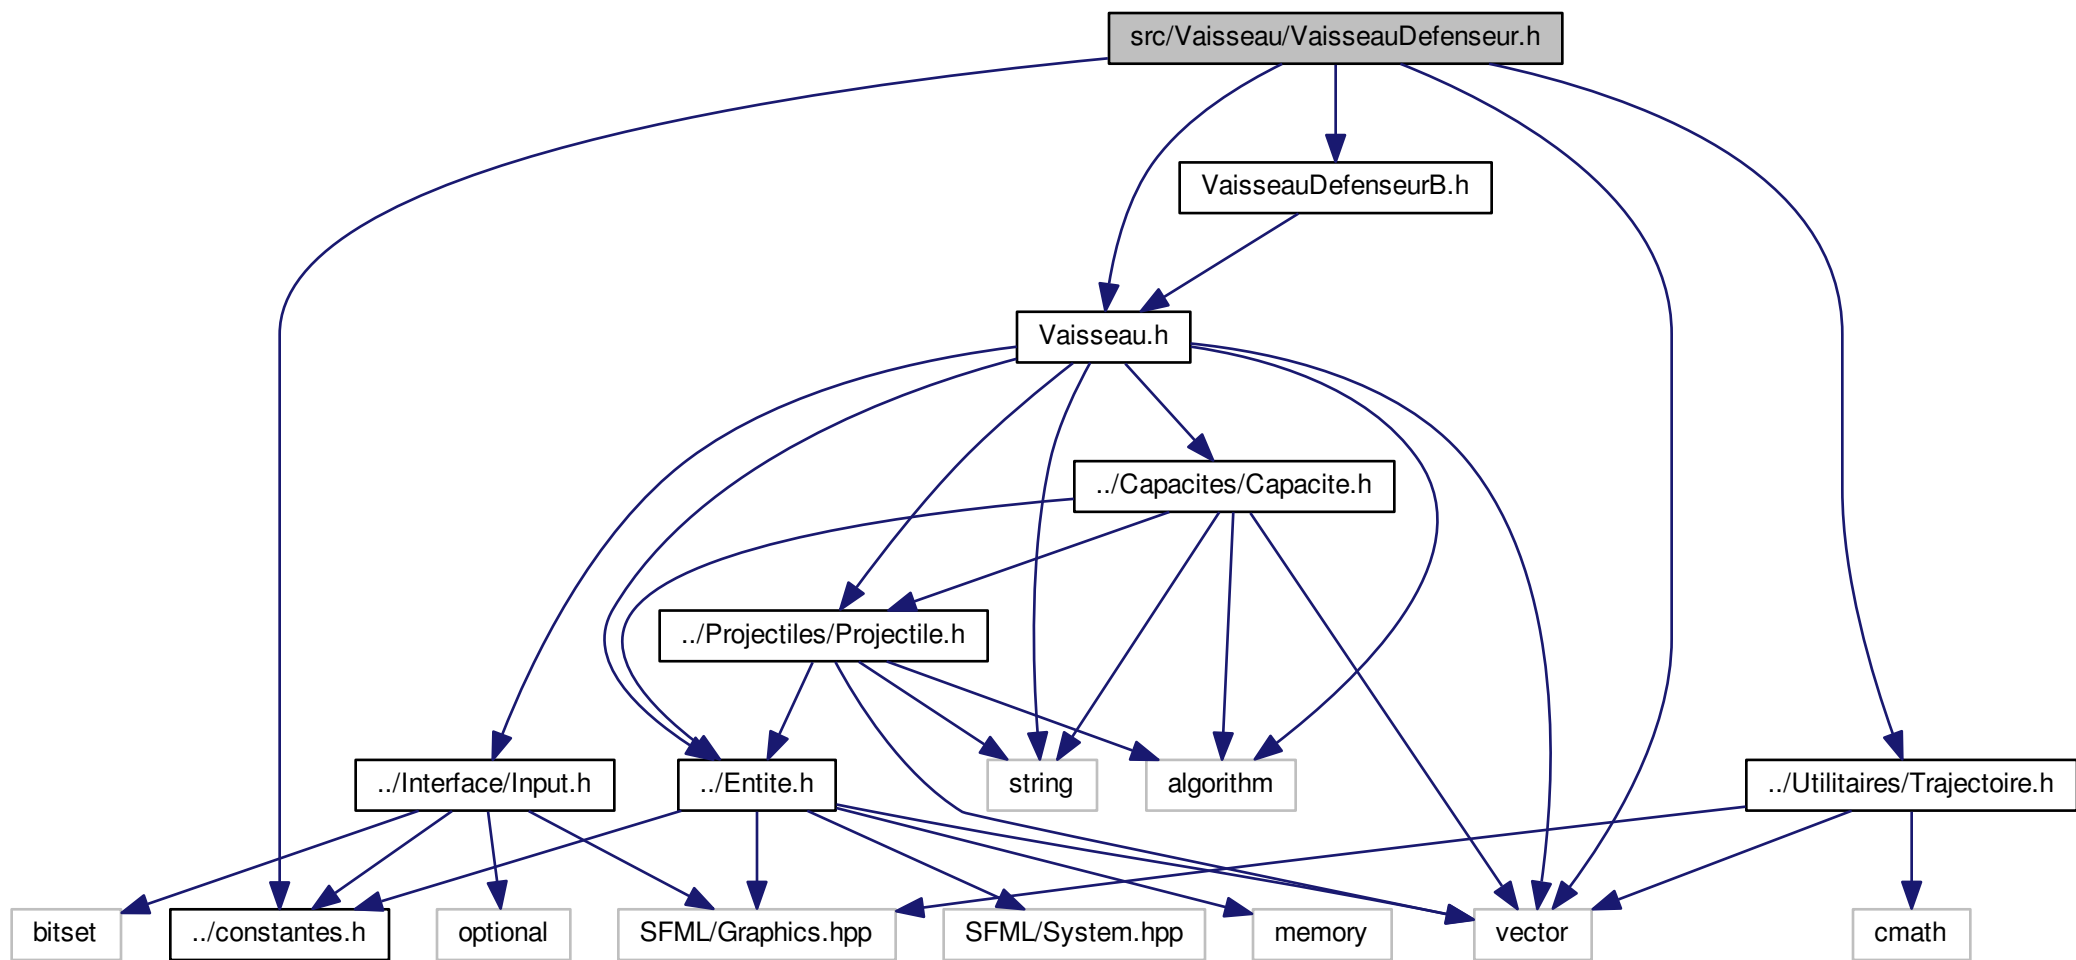 src/Vaisseau/VaisseauDefenseur.h
VaisseauDefenseurB.h
Vaisseau.h
../Capacites/Capacite.h
../Projectiles/Projectile.h
../Interface/Input.h
../Entite.h
string
algorithm
../Utilitaires/Trajectoire.h
bitset
../constantes.h
optional
SFML/Graphics.hpp
SFML/System.hpp
memory
vector
cmath